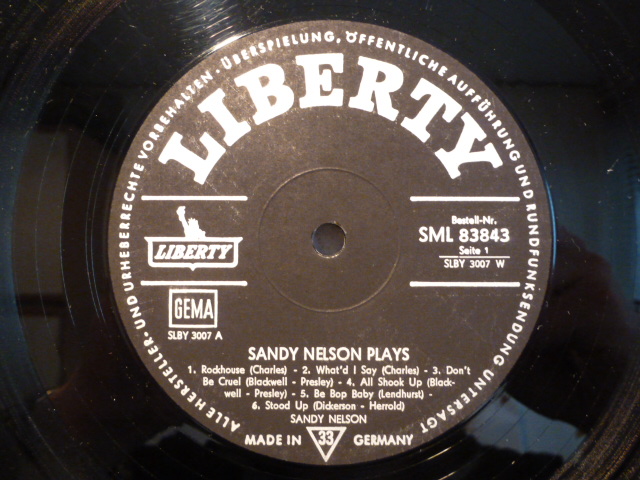 ALLE HERSTELLER- UND URHEBERRECHTE VORBEHALTEN · ÜBERSPIELUNG, ÖFFENTLICHE AUFFÜHRUNG UND RUNDFUNKSENDUNG UNTERSAGT
LIBERTY
LIBERTY
Bestell-Nr.
SML 83843
Seite 1
SLBY 3007 W
GEMA
SLBY 3007 A
SANDY NELSON PLAYS
1. Rockhouse (Charles) - 2. What'd I Say (Charles) - 3. Don't
Be Cruel (Blackwell - Presley) - 4. All Shook Up (Black-
well - Presley) - 5. Be Bop Baby (Lendhurst) -
6. Stood Up (Dickerson - Herrold)
SANDY NELSON
MADE IN 33 GERMANY